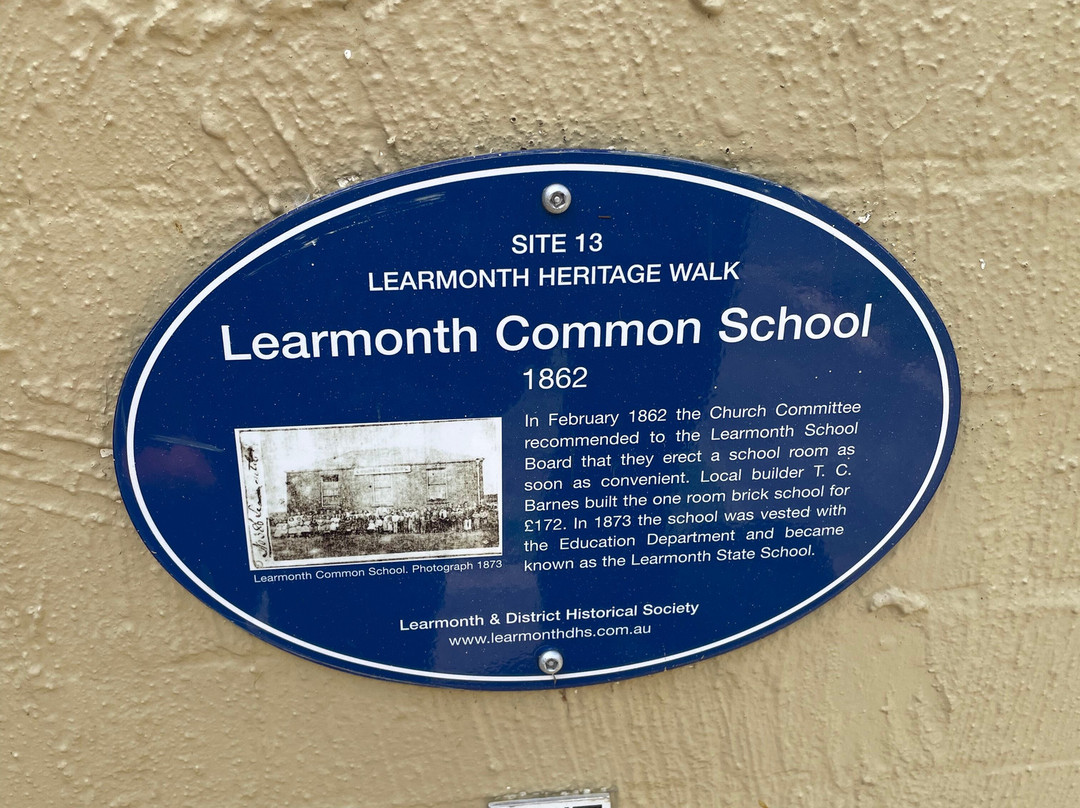 SITE 13
LEARMONTH HERITAGE WALK
Learmonth Common School
1862
In February 1862 the Church Committee
recommended to the Learmonth School
Board that they erect a school room as
soon as convenient. Local builder T. C.
Barnes built the one room brick school for
£172. In 1873 the school was vested with
the Education Department and became
known as the Learmonth State School.
Learmonth Common School. Photograph 1873
Learmonth & District Historical Society
www.learmonthdhs.com.au